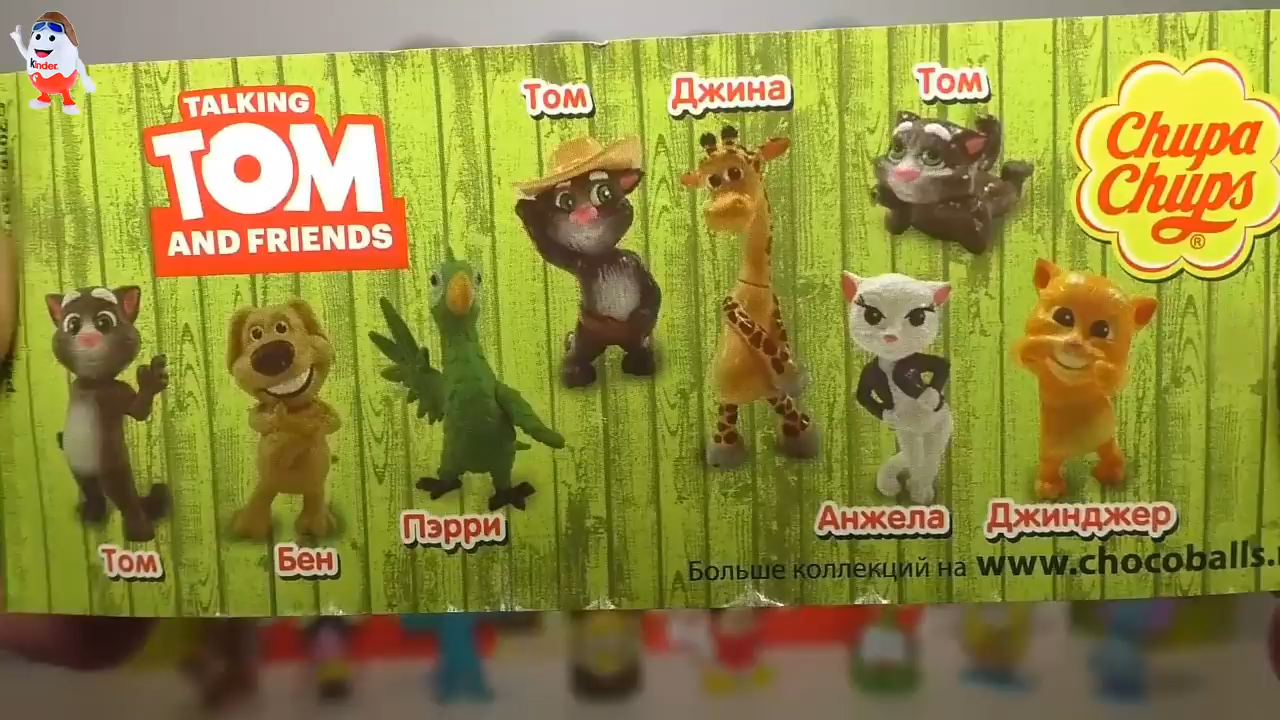 Kinder
TALKING
TOM
AND FRIENDS
Том
Джина
Том
Chupa
Chups
®
Том
Бен
Пэрри
Анжела
Джинджер
Больше коллекций на www.chocoballs.